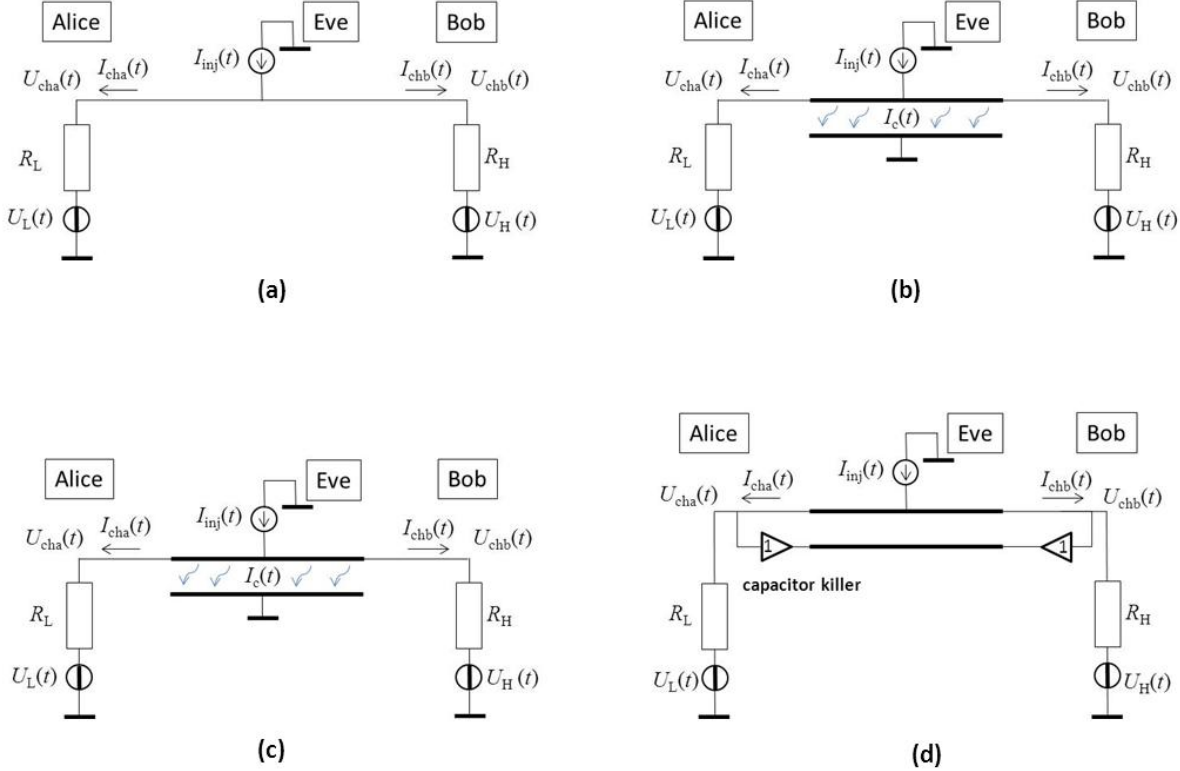 Alice Eve Bob
I_inj(t)
U_cha(t) I_cha(t) I_chb(t) U_chb(t)
R_L R_H
U_L(t) U_H (t)
(a)
Alice Eve Bob
I_inj(t)
U_cha(t) I_cha(t) I_chb(t) U_chb(t)
I_c(t)
R_L R_H
U_L(t) U_H (t)
(b)
Alice Eve Bob
I_inj(t)
U_cha(t) I_cha(t) I_chb(t) U_chb(t)
I_c(t)
R_L R_H
U_L(t) U_H (t)
(c)
Alice Eve Bob
I_inj(t)
U_cha(t) I_cha(t) I_chb(t) U_chb(t)
1 1
capacitor killer
R_L R_H
U_L(t) U_H(t)
(d)